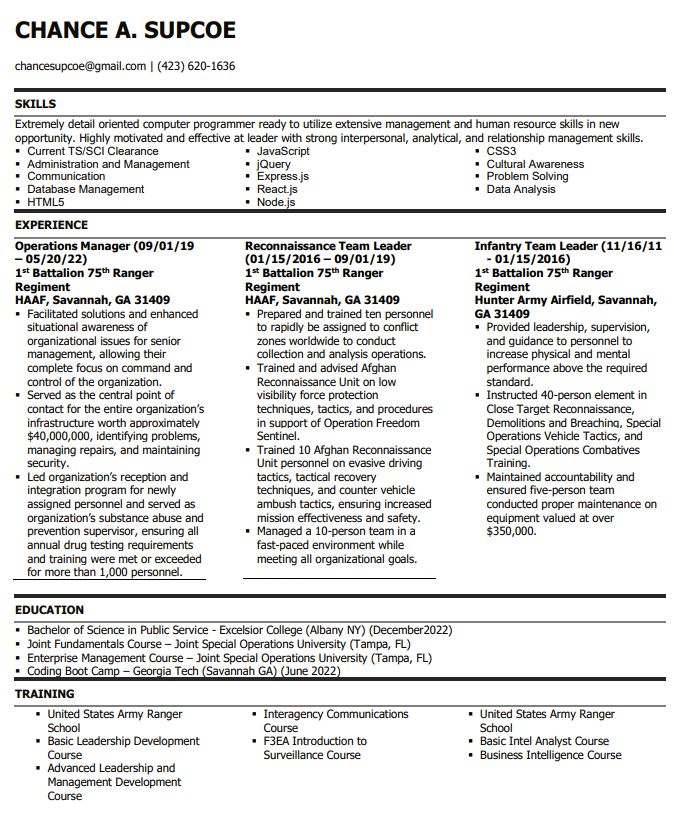 CHANCE A. SUPCOE
chancesupcoe@gmail.com | (423) 620-1636
SKILLS
Extremely detail oriented computer programmer ready to utilize extensive management and human resource skills in new
opportunity. Highly motivated and effective at leader with strong interpersonal, analytical, and relationship management skills.
▪ Current TS/SCI Clearance
▪ Administration and Management
▪ Communication
▪ Database Management
▪ HTML5
▪ JavaScript
▪ jQuery
▪ Express.js
▪ React.js
▪ Node.js
▪ CSS3
▪ Cultural Awareness
▪ Problem Solving
▪ Data Analysis
EXPERIENCE
Operations Manager (09/01/19
– 05/20/22)
1st Battalion 75th Ranger
Regiment
HAAF, Savannah, GA 31409
▪ Facilitated solutions and enhanced
situational awareness of
organizational issues for senior
management, allowing their
complete focus on command and
control of the organization.
▪ Served as the central point of
contact for the entire organization’s
infrastructure worth approximately
$40,000,000, identifying problems,
managing repairs, and maintaining
security.
▪ Led organization’s reception and
integration program for newly
assigned personnel and served as
organization’s substance abuse and
prevention supervisor, ensuring all
annual drug testing requirements
and training were met or exceeded
for more than 1,000 personnel.
Reconnaissance Team Leader
(01/15/2016 – 09/01/19)
1st Battalion 75th Ranger
Regiment
HAAF, Savannah, GA 31409
▪ Prepared and trained ten personnel
to rapidly be assigned to conflict
zones worldwide to conduct
collection and analysis operations.
▪ Trained and advised Afghan
Reconnaissance Unit on low
visibility force protection
techniques, tactics, and procedures
in support of Operation Freedom
Sentinel.
▪ Trained 10 Afghan Reconnaissance
Unit personnel on evasive driving
tactics, tactical recovery
techniques, and counter vehicle
ambush tactics, ensuring increased
mission effectiveness and safety.
▪ Managed a 10-person team in a
fast-paced environment while
meeting all organizational goals.
Infantry Team Leader (11/16/11
- 01/15/2016)
1st Battalion 75th Ranger
Regiment
Hunter Army Airfield, Savannah,
GA 31409
▪ Provided leadership, supervision,
and guidance to personnel to
increase physical and mental
performance above the required
standard.
▪ Instructed 40-person element in
Close Target Reconnaissance,
Demolitions and Breaching, Special
Operations Vehicle Tactics, and
Special Operations Combatives
Training.
▪ Maintained accountability and
ensured five-person team
conducted proper maintenance on
equipment valued at over
$350,000.
EDUCATION
▪ Bachelor of Science in Public Service - Excelsior College (Albany NY) (December2022)
▪ Joint Fundamentals Course – Joint Special Operations University (Tampa, FL)
▪ Enterprise Management Course – Joint Special Operations University (Tampa, FL)
▪ Coding Boot Camp – Georgia Tech (Savannah GA) (June 2022)
TRAINING
▪ United States Army Ranger
School
▪ Basic Leadership Development
Course
▪ Advanced Leadership and
Management Development
Course
▪ Interagency Communications
Course
▪ F3EA Introduction to
Surveillance Course
▪ United States Army Ranger
School
▪ Basic Intel Analyst Course
▪ Business Intelligence Course